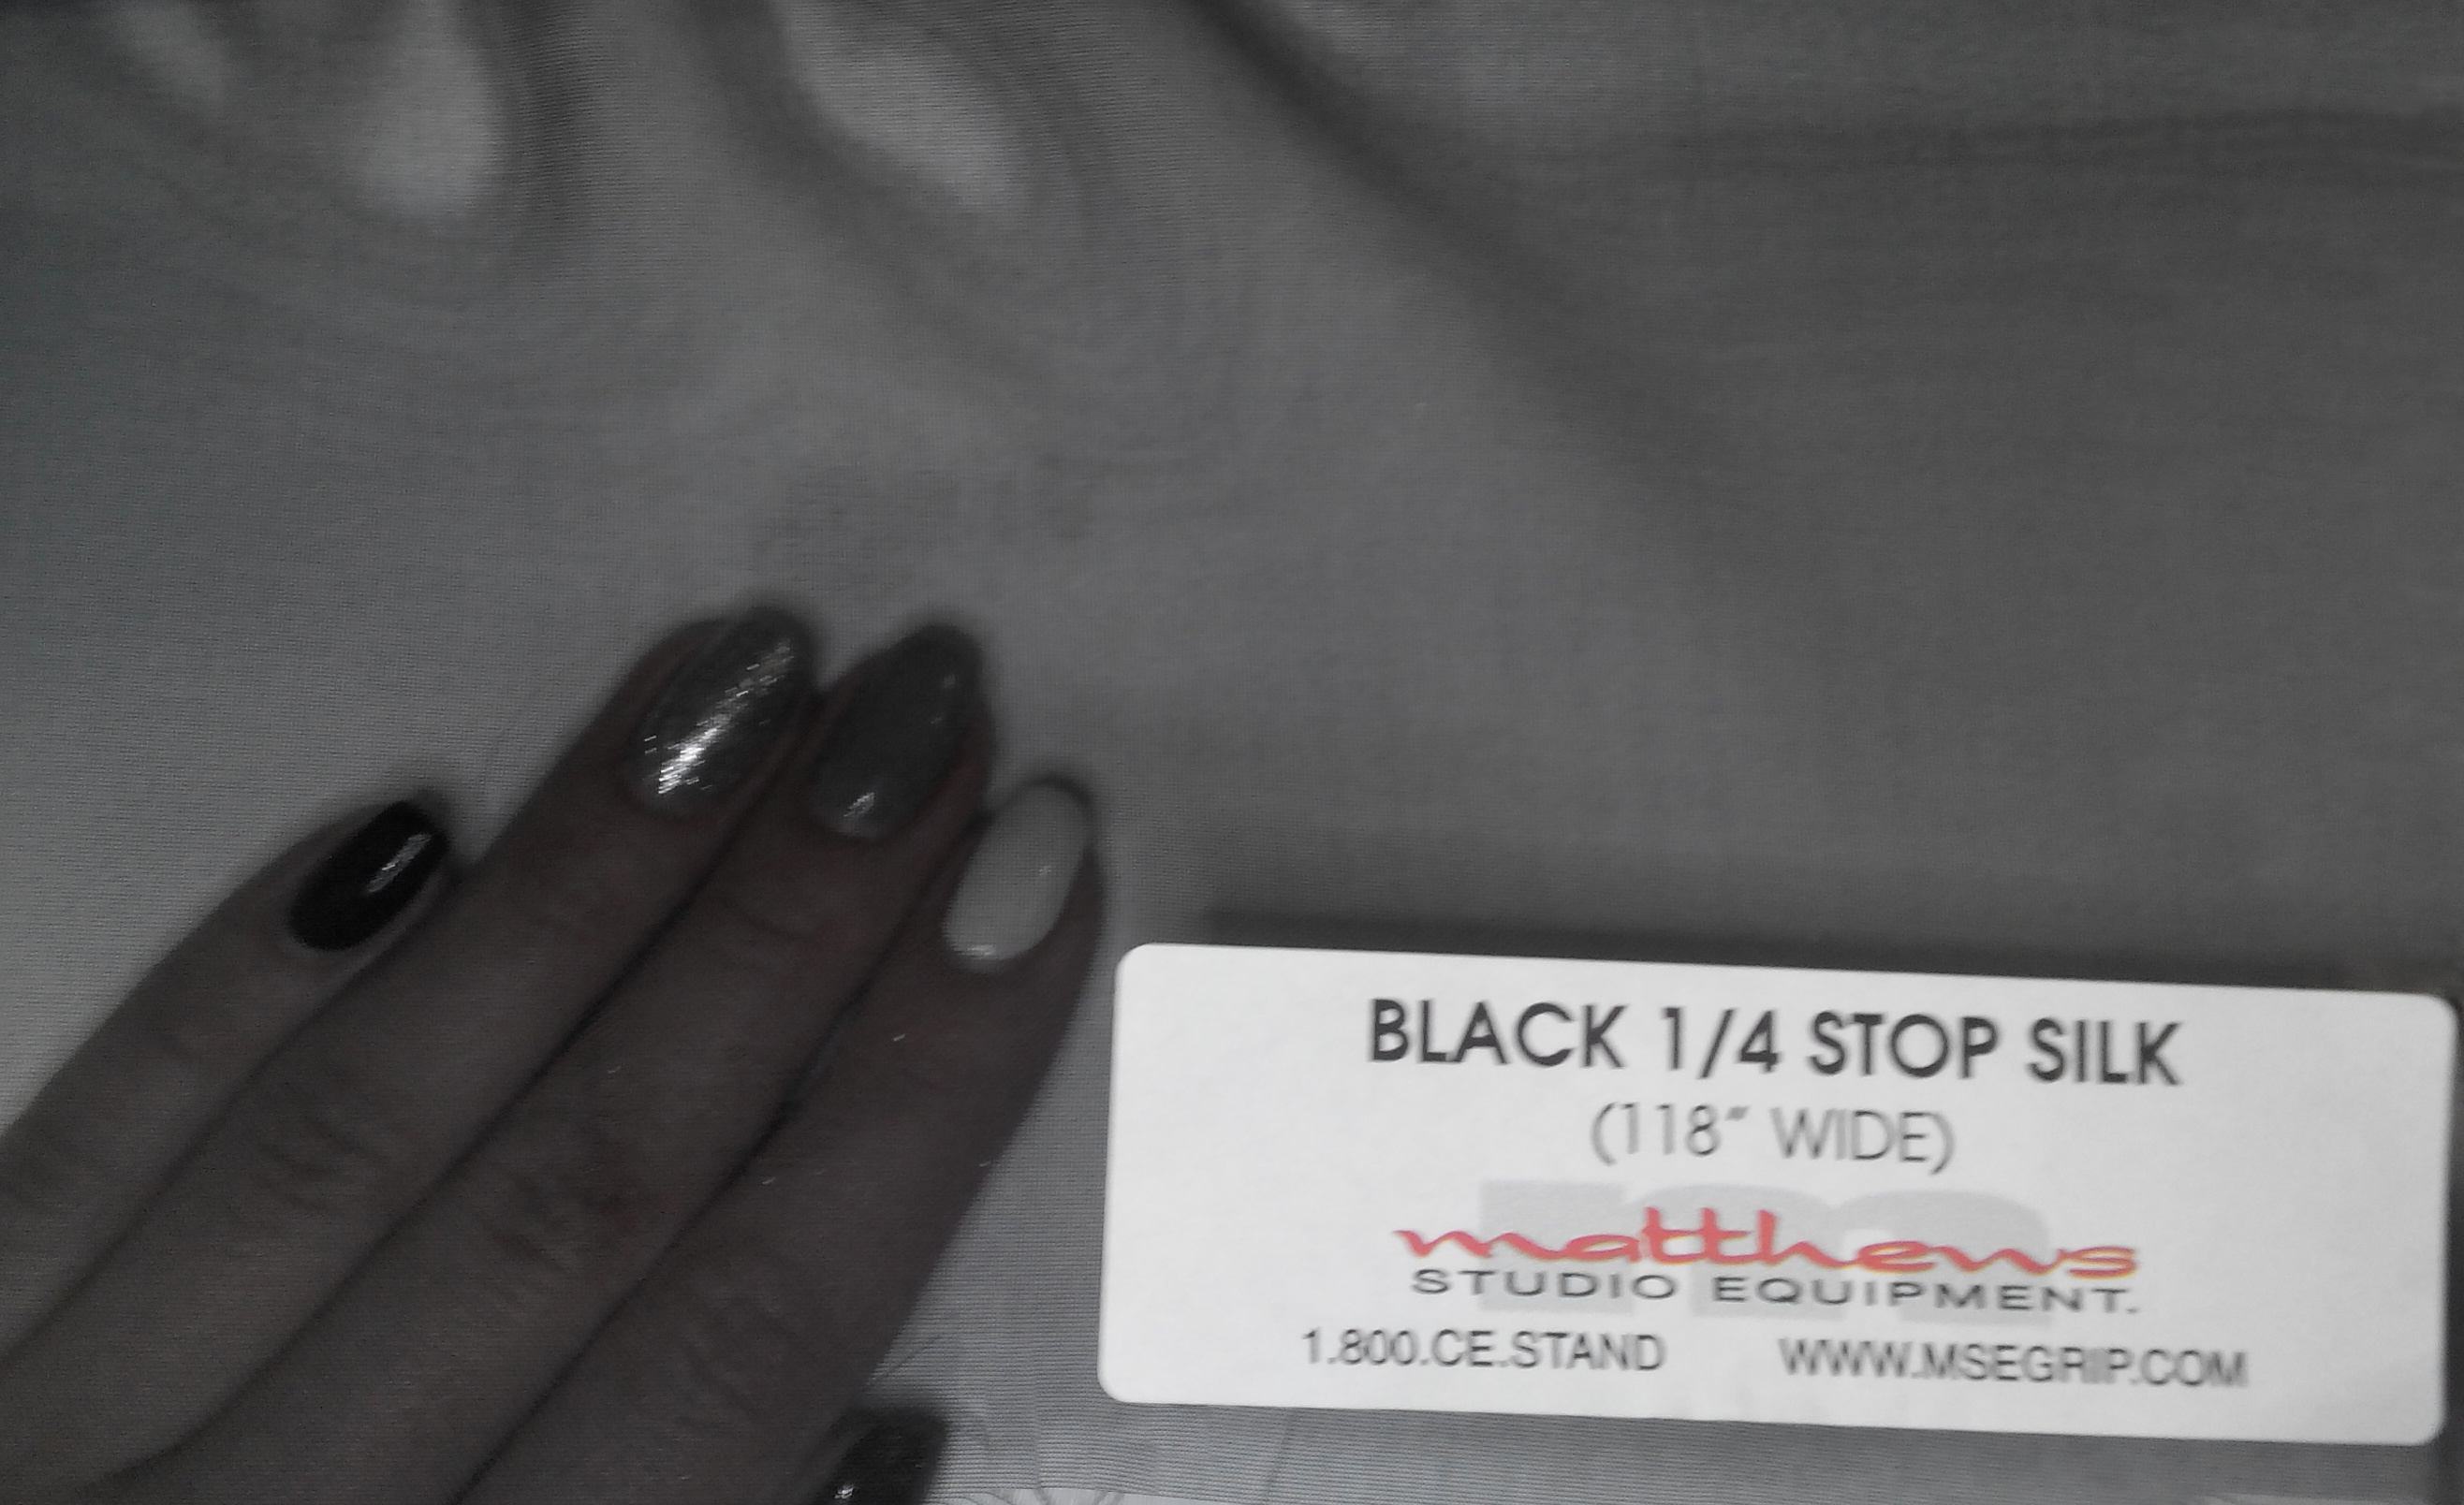 BLACK 1/4 STOP SILK
(118" WIDE)
matthews
STUDIO EQUIPMENT.
1.800.CE.STAND WWW.MSEGRIP.COM